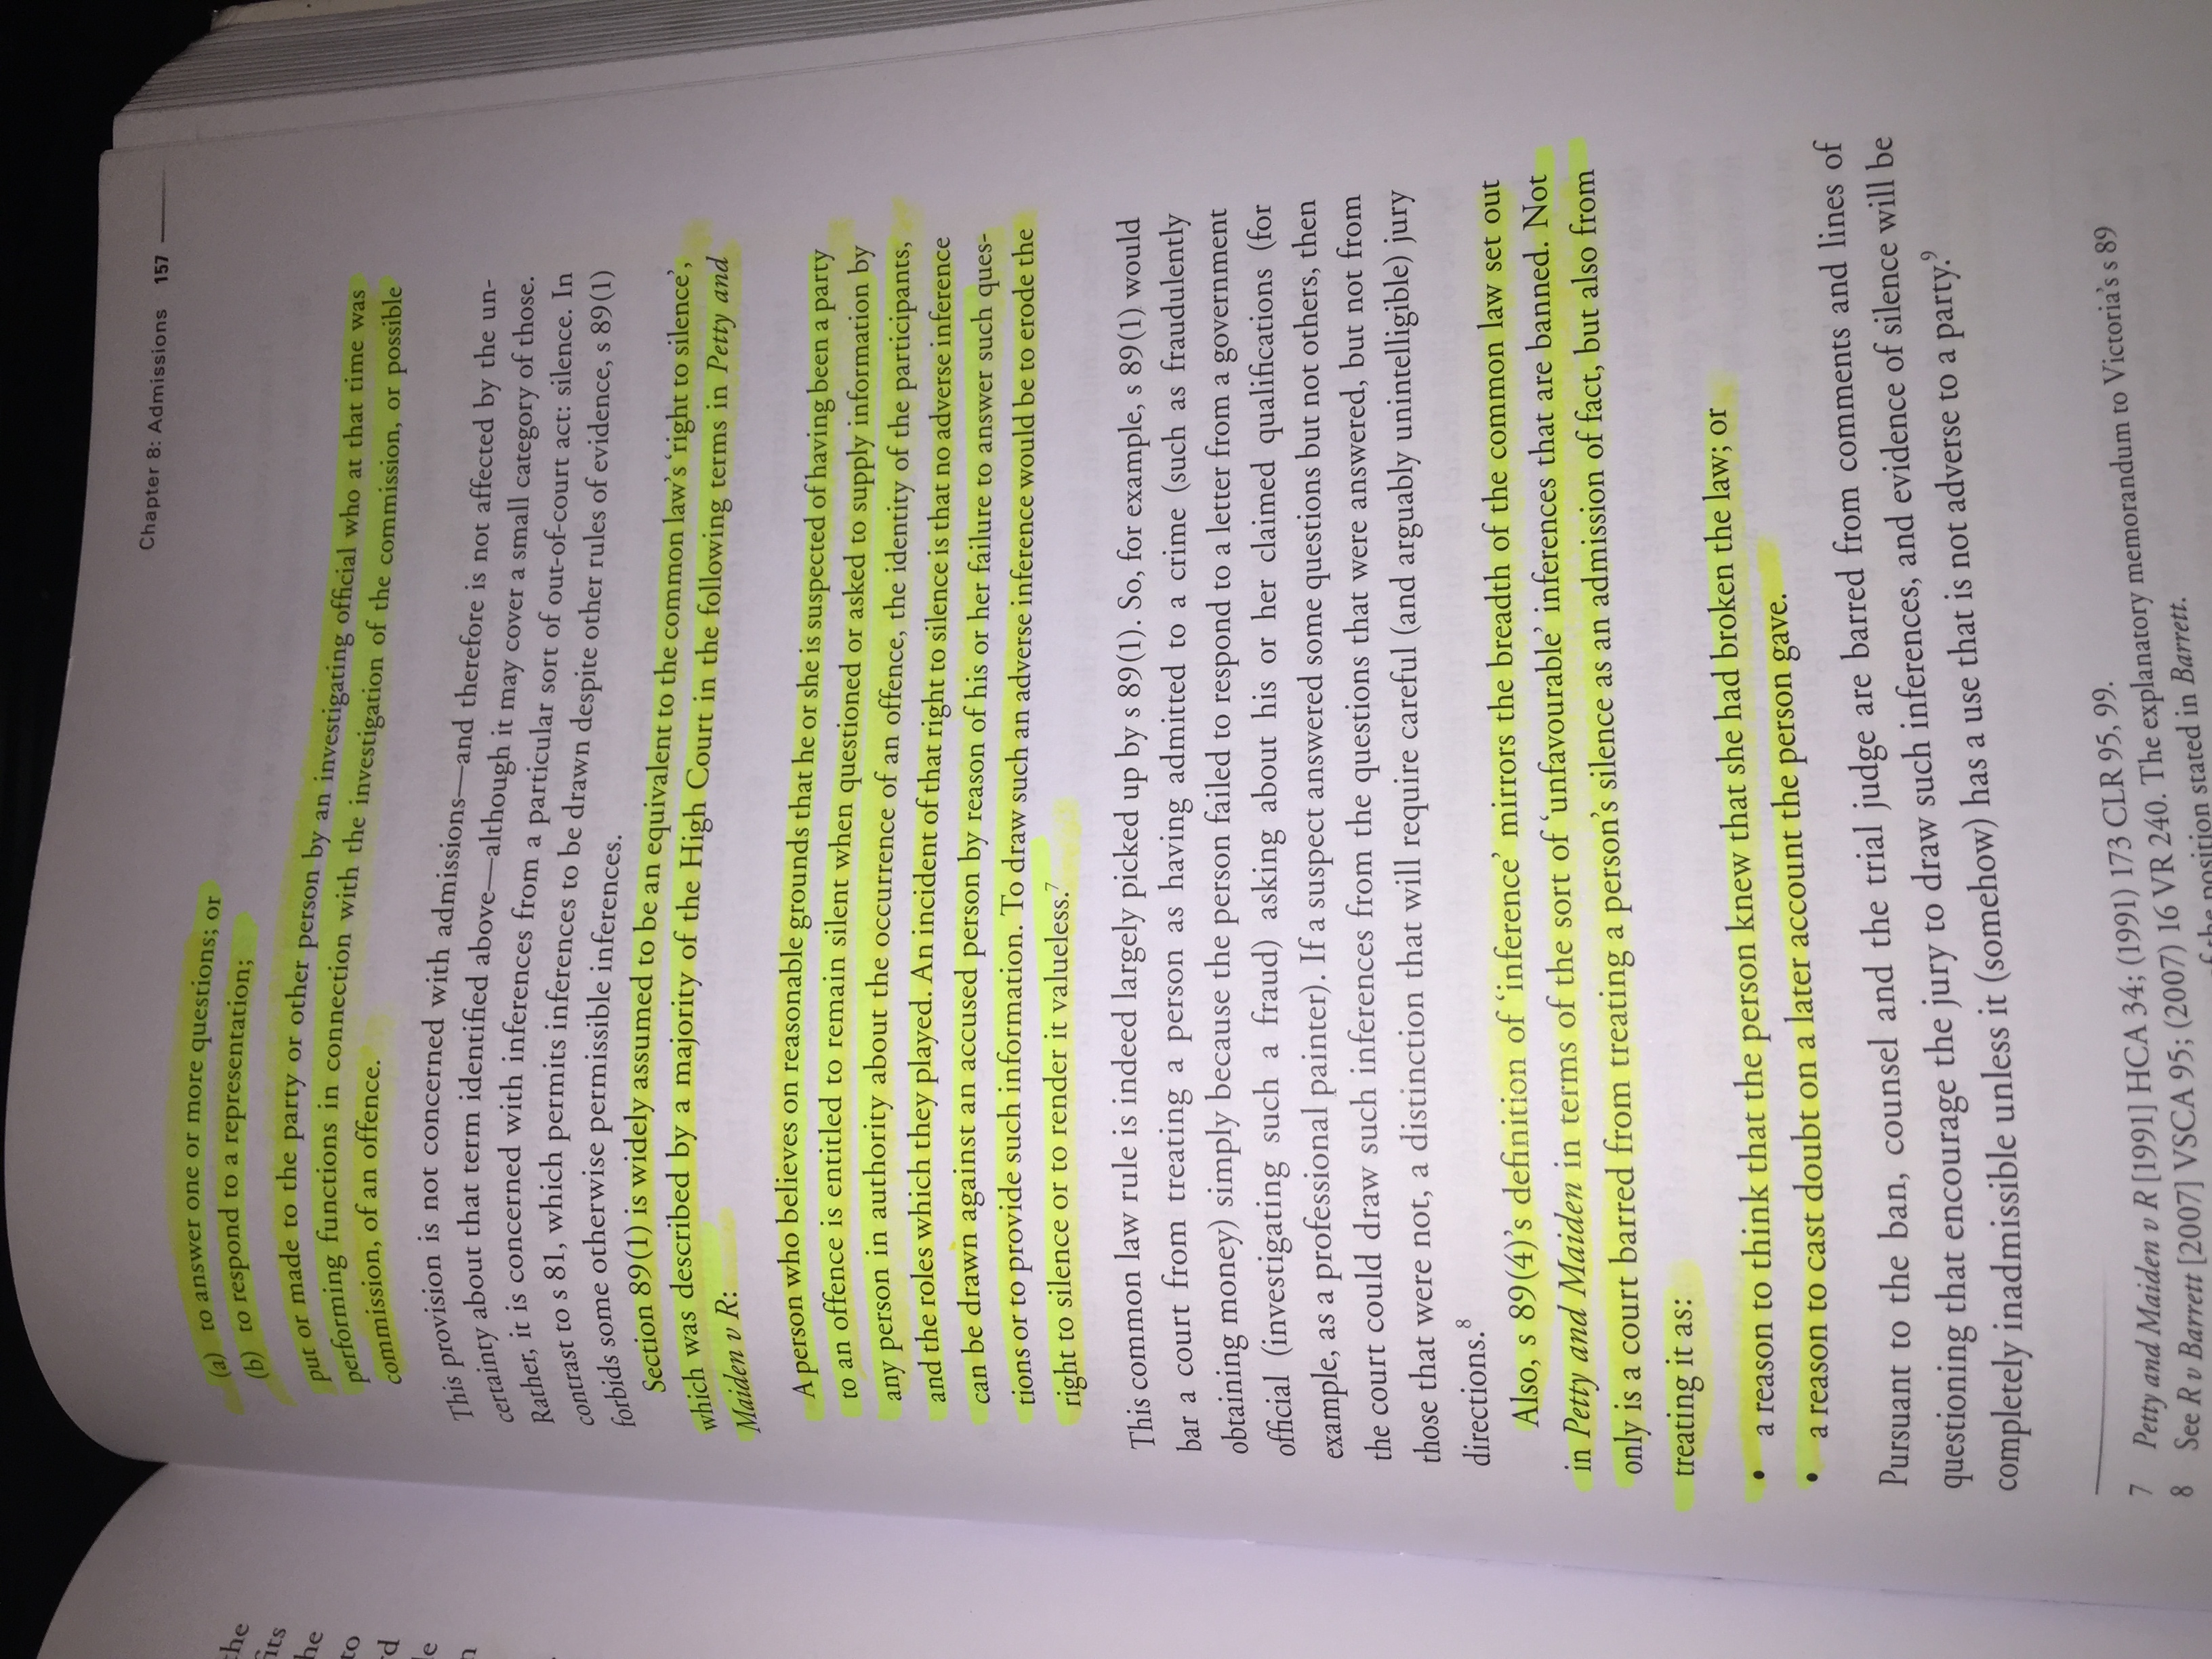 Chapter 8: Admissions 157
(a) to answer one or more questions; or
(b) to respond to a representation;
put or made to the party or other person by an investigating official who at that time was
performing functions in connection with the investigation of the commission, or possible
commission, of an offence.
This provision is not concerned with admissions—and therefore is not affected by the un-
certainty about that term identified above—although it may cover a small category of those.
Rather, it is concerned with inferences from a particular sort of out-of-court act: silence. In
contrast to s 81, which permits inferences to be drawn despite other rules of evidence, s 89(1)
forbids some otherwise permissible inferences.
Section 89(1) is widely assumed to be an equivalent to the common law's 'right to silence',
which was described by a majority of the High Court in the following terms in Petty and
Maiden v R:
A person who believes on reasonable grounds that he or she is suspected of having been a party
to an offence is entitled to remain silent when questioned or asked to supply information by
any person in authority about the occurrence of an offence, the identity of the participants,
and the roles which they played. An incident of that right to silence is that no adverse inference
can be drawn against an accused person by reason of his or her failure to answer such ques-
tions or to provide such information. To draw such an adverse inference would be to erode the
right to silence or to render it valueless.7
This common law rule is indeed largely picked up by s 89(1). So, for example, s 89(1) would
bar a court from treating a person as having admitted to a crime (such as fraudulently
obtaining money) simply because the person failed to respond to a letter from a government
official (investigating such a fraud) asking about his or her claimed qualifications (for
example, as a professional painter). If a suspect answered some questions but not others, then
the court could draw such inferences from the questions that were answered, but not from
those that were not, a distinction that will require careful (and arguably unintelligible) jury
directions.8
Also, s 89(4)'s definition of 'inference' mirrors the breadth of the common law set out
in Petty and Maiden in terms of the sort of 'unfavourable' inferences that are banned. Not
only is a court barred from treating a person's silence as an admission of fact, but also from
treating it as:
• a reason to think that the person knew that she had broken the law; or
• a reason to cast doubt on a later account the person gave.
Pursuant to the ban, counsel and the trial judge are barred from comments and lines of
questioning that encourage the jury to draw such inferences, and evidence of silence will be
completely inadmissible unless it (somehow) has a use that is not adverse to a party.9
7 Petty and Maiden v R [1991] HCA 34; (1991) 173 CLR 95, 99.
8 See R v Barrett [2007] VSCA 95; (2007) 16 VR 240. The explanatory memorandum to Victoria's s 89
position stated in Barrett.